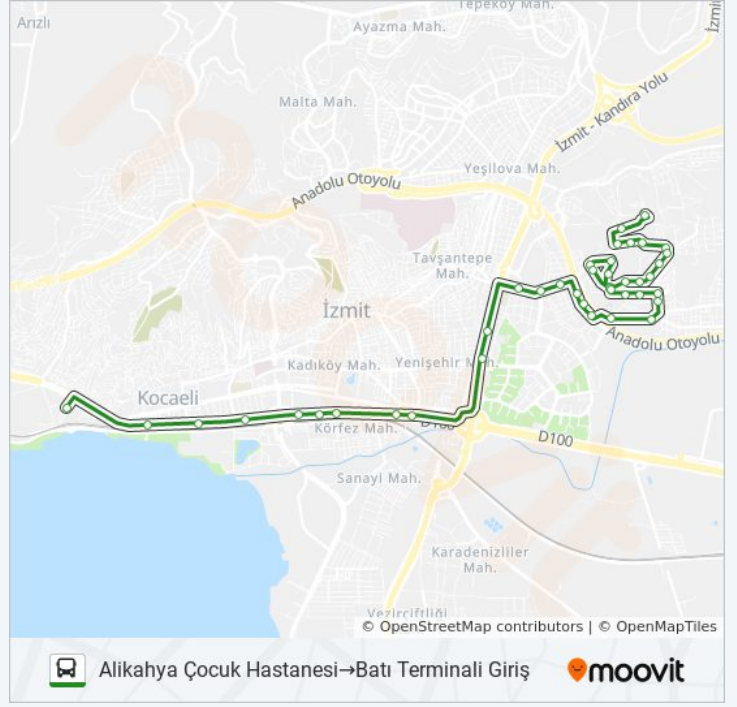 Tepeköy Mah.
Arızlı
Ayazma Mah.
İzmi
Malta Mah.
İzmit - Kandıra Yolu
Yeşilova Mah.
Anadolu Otoyolu
Tavşantepe
Mah.
İzmit
Anadolu Otoyolu
Kadıköy Mah.
Yenişehir M h.
Kocaeli
Körfez Mah.
D100
D100
Sanayi Mah.
Karadenizliler
Mah.
Vezirçiftliği
© OpenStreetMap contributors | © OpenMapTiles
Alikahya Çocuk Hastanesi→Batı Terminali Giriş
moovit